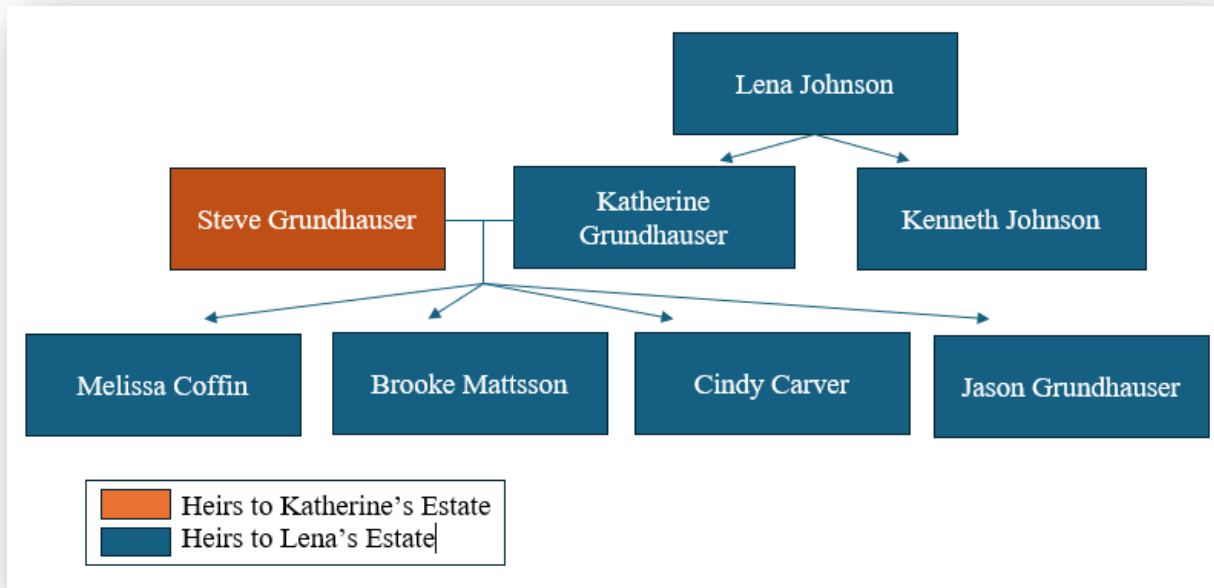 Lena Johnson
Steve Grundhauser
Katherine
Grundhauser
Kenneth Johnson
Melissa Coffin
Brooke Mattsson
Cindy Carver
Jason Grundhauser
Heirs to Katherine’s Estate
Heirs to Lena’s Estate